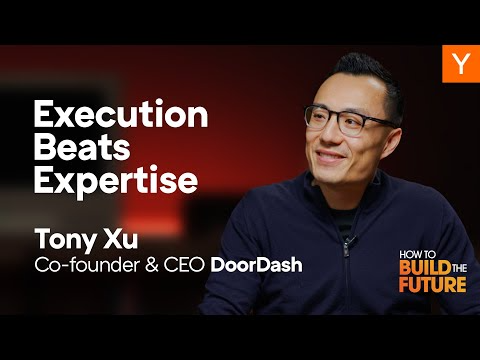 Y
Execution
Beats
Expertise
Tony Xu
Co-founder & CEO DoorDash
HOW TO
BUILD THE
FUTURE